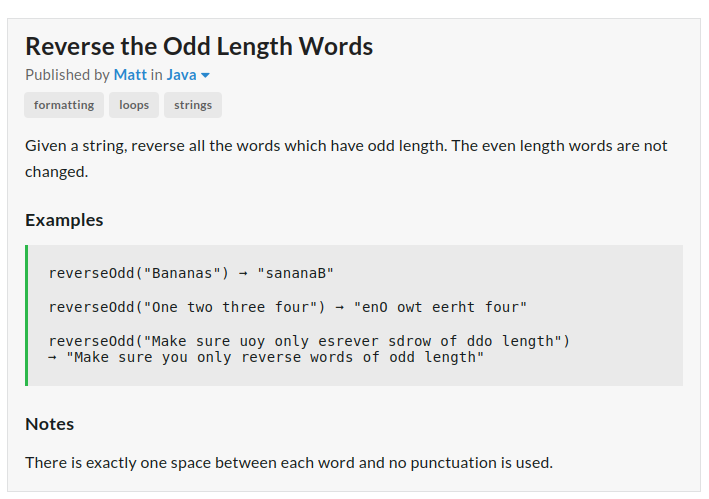 Reverse the Odd Length Words
Published by Matt in Java
formatting loops strings
Given a string, reverse all the words which have odd length. The even length words are not
changed.
Examples
reverseOdd("Bananas") → "sananaB"
reverseOdd("One two three four") → "enO owt eerht four"
reverseOdd("Make sure uoy only esrever sdrow of ddo length")
→ "Make sure you only reverse words of odd length"
Notes
There is exactly one space between each word and no punctuation is used.